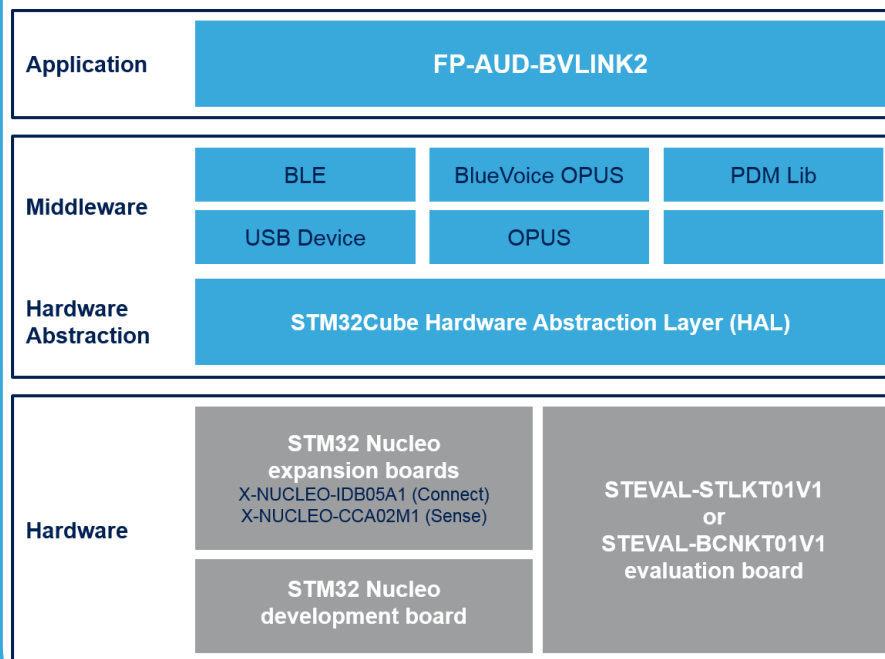 Application
FP-AUD-BVLINK2
Middleware
BLE
BlueVoice OPUS
PDM Lib
USB Device
OPUS
Hardware
Abstraction
STM32Cube Hardware Abstraction Layer (HAL)
Hardware
STM32 Nucleo
expansion boards
X-NUCLEO-IDB05A1 (Connect)
X-NUCLEO-CCA02M1 (Sense)
STM32 Nucleo
development board
STEVAL-STLKT01V1
or
STEVAL-BCNKT01V1
evaluation board